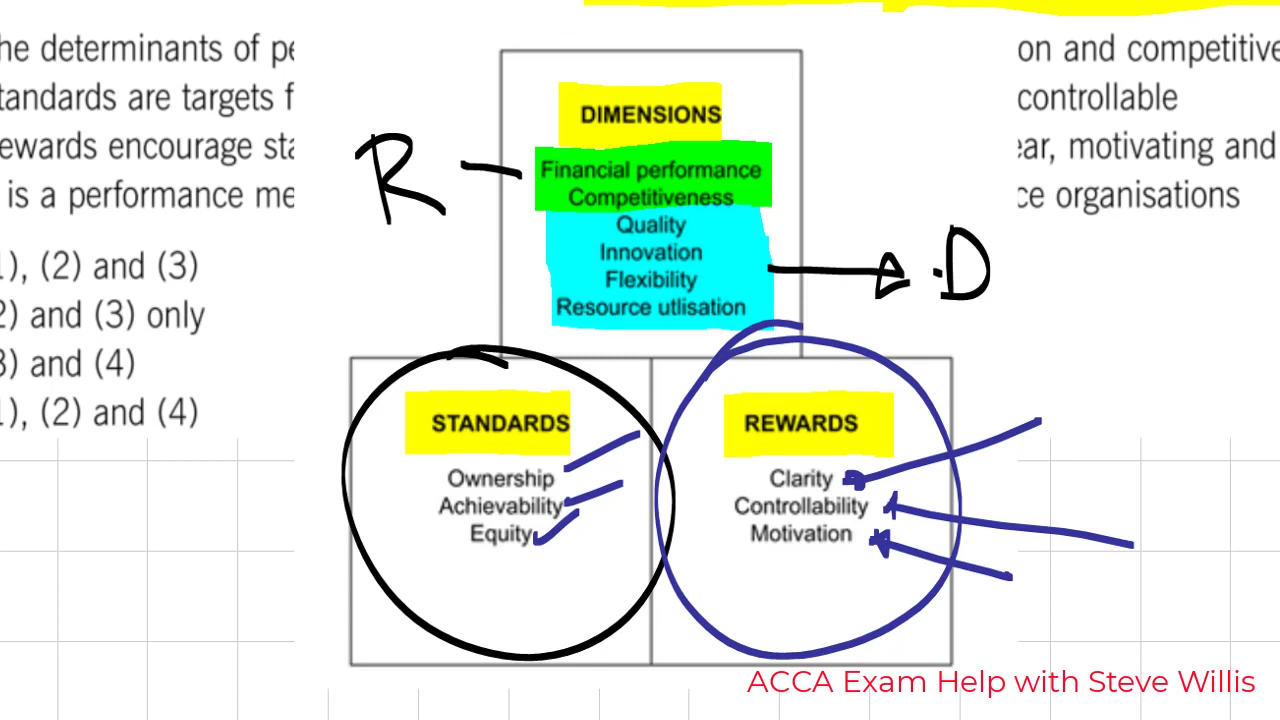 he determinants of pe
tandards are targets f
ewards encourage sta
is a performance me
1), (2) and (3)
2) and (3) only
3) and (4)
1), (2) and (4)
on and competitive
controllable
ear, motivating and
ce organisations
R
DIMENSIONS
Financial performance
Competitiveness
Quality
Innovation
Flexibility
Resource utlisation
D
STANDARDS
Ownership
Achievability
Equity
REWARDS
Clarity
Controllability
Motivation
ACCA Exam Help with Steve Willis